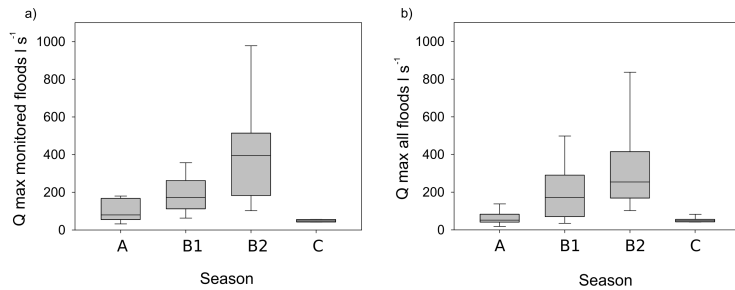 a)
Q max monitored floods l s⁻¹
1000
800
600
400
200
0
A B1 B2 C
Season
b)
Q max all floods l s⁻¹
1000
800
600
400
200
0
A B1 B2 C
Season